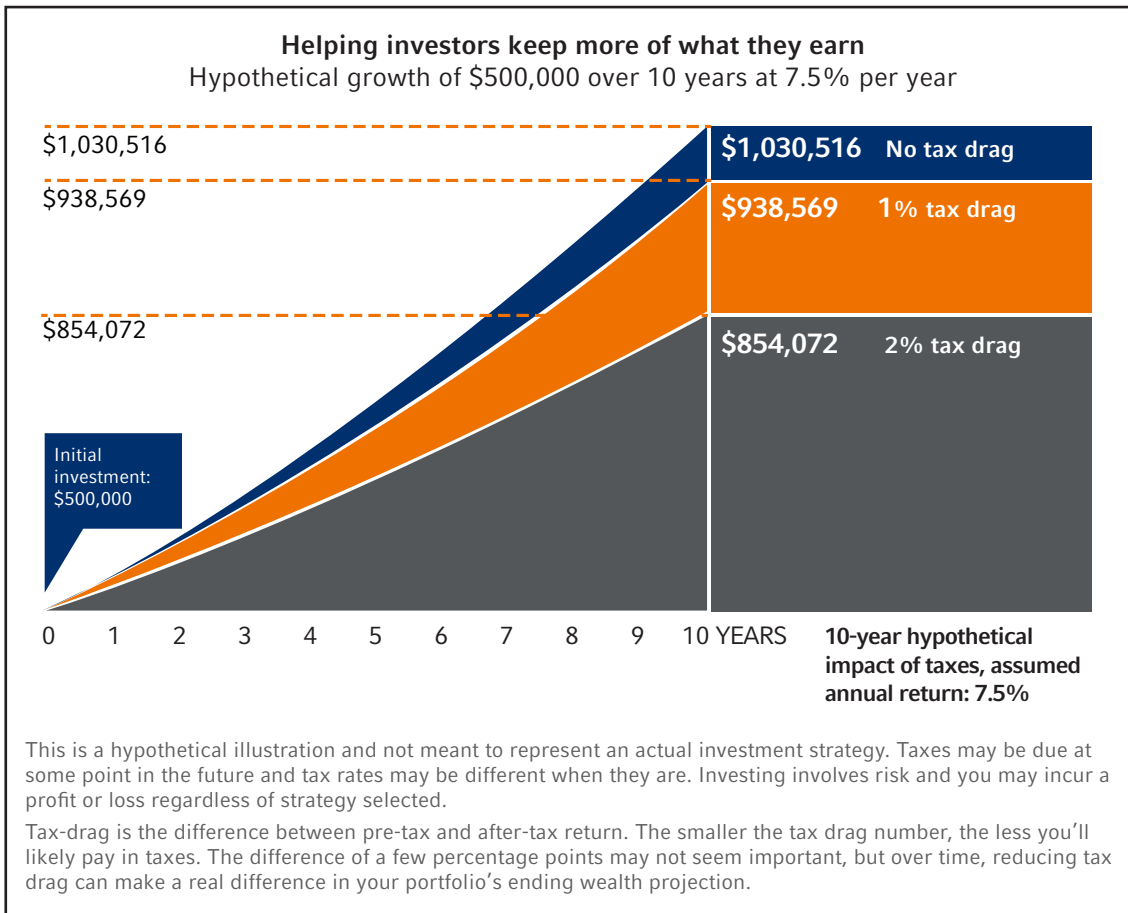 Helping investors keep more of what they earn
Hypothetical growth of $500,000 over 10 years at 7.5% per year
$1,030,516
$938,569
$854,072
$1,030,516 No tax drag
$938,569 1% tax drag
$854,072 2% tax drag
Initial
investment:
$500,000
0 1 2 3 4 5 6 7 8 9 10 YEARS
10-year hypothetical
impact of taxes, assumed
annual return: 7.5%
This is a hypothetical illustration and not meant to represent an actual investment strategy. Taxes may be due at
some point in the future and tax rates may be different when they are. Investing involves risk and you may incur a
profit or loss regardless of strategy selected.
Tax-drag is the difference between pre-tax and after-tax return. The smaller the tax drag number, the less you’ll
likely pay in taxes. The difference of a few percentage points may not seem important, but over time, reducing tax
drag can make a real difference in your portfolio’s ending wealth projection.